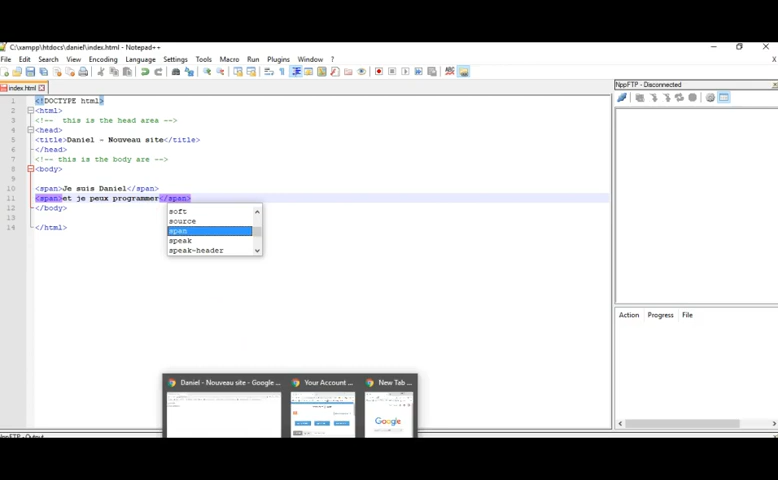 C:\xampp\htdocs\daniel\index.html - Notepad++
File Edit Search View Encoding Language Settings Tools Macro Run Plugins Window ?
X
index.html
NppFTP - Disconnected
1 <!DOCTYPE html>
2 <html>
3 <!-- this is the head area -->
4 <head>
5 <title>Daniel - Nouveau site</title>
6 </head>
7 <!-- this is the body are -->
8 <body>
9
10 <span>Je suis Daniel</span>
11 <span>et je peux programmer</span>
12 </body>
13
14 </html>
soft
source
span
speak
speak-header
Action Progress File
Daniel - Nouveau site - Google ...
Your Account ...
New Tab ...
Google
NppFTP - Output